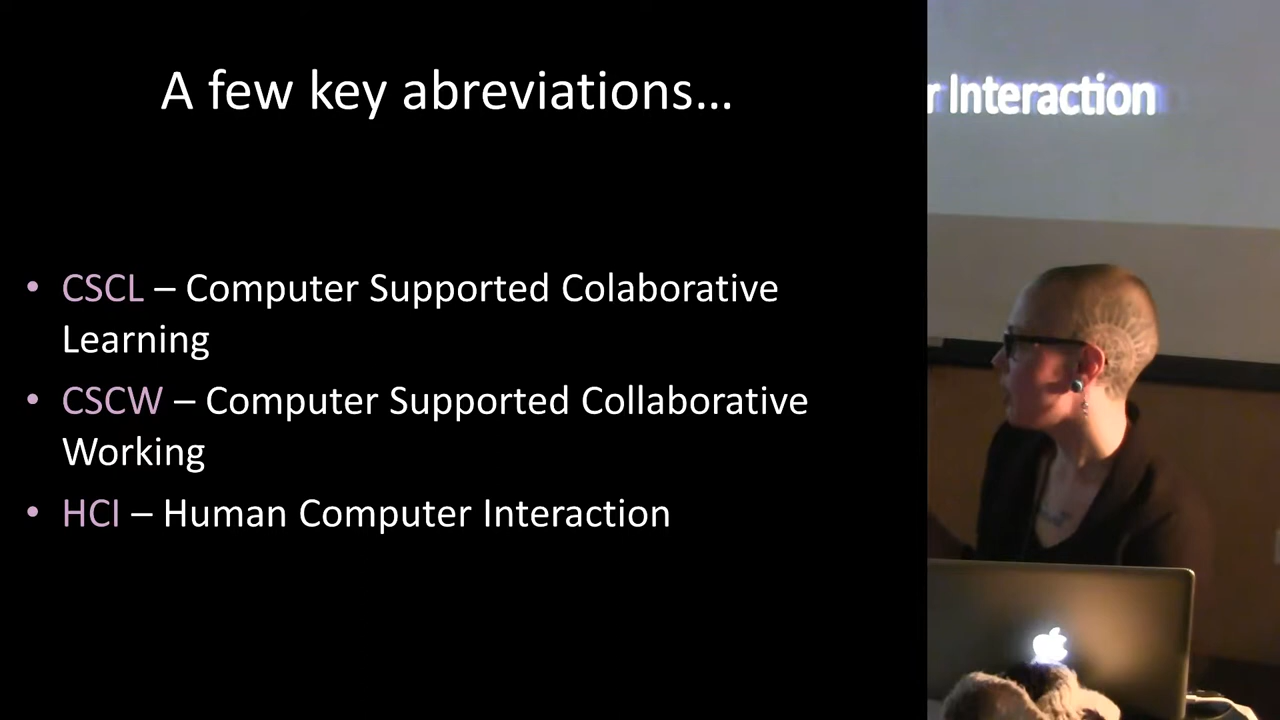 A few key abreviations…
• CSCL – Computer Supported Colaborative
Learning
• CSCW – Computer Supported Collaborative
Working
• HCI – Human Computer Interaction
r Interaction